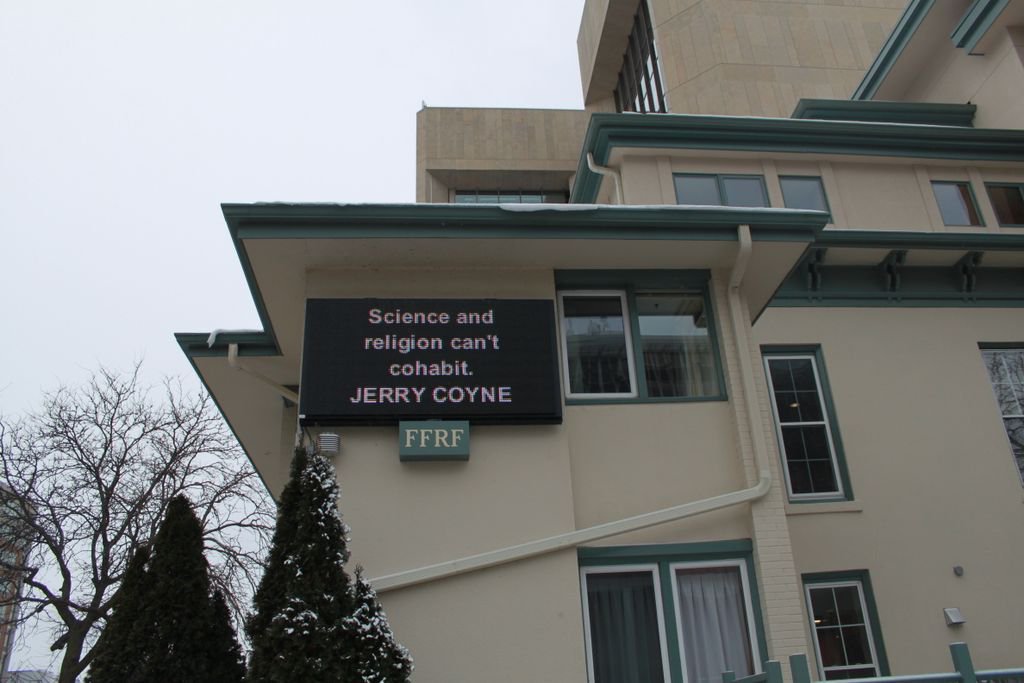 Science and
religion can't
cohabit.
JERRY COYNE
FFRF